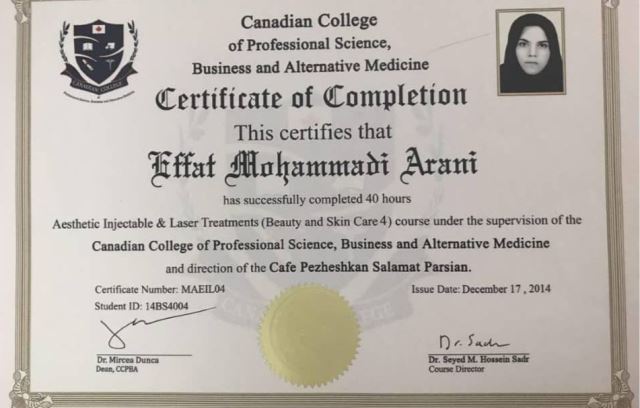 Canadian College
of Professional Science,
Business and Alternative Medicine
Certificate of Completion
This certifies that
Effat Mohammadi Arani
has successfully completed 40 hours
Aesthetic Injectable & Laser Treatments (Beauty and Skin Care 4) course under the supervision of the
Canadian College of Professional Science, Business and Alternative Medicine
and direction of the Cafe Pezheshkan Salamat Parsian.
Certificate Number: MAEIL04
Issue Date: December 17 , 2014
Student ID: 14BS4004
Dr. Sadr
Dr. Mircea Dunca
Dean, CCPBA
Dr. Seyed M. Hossein Sadr
Course Director
CANADIAN COLLEGE